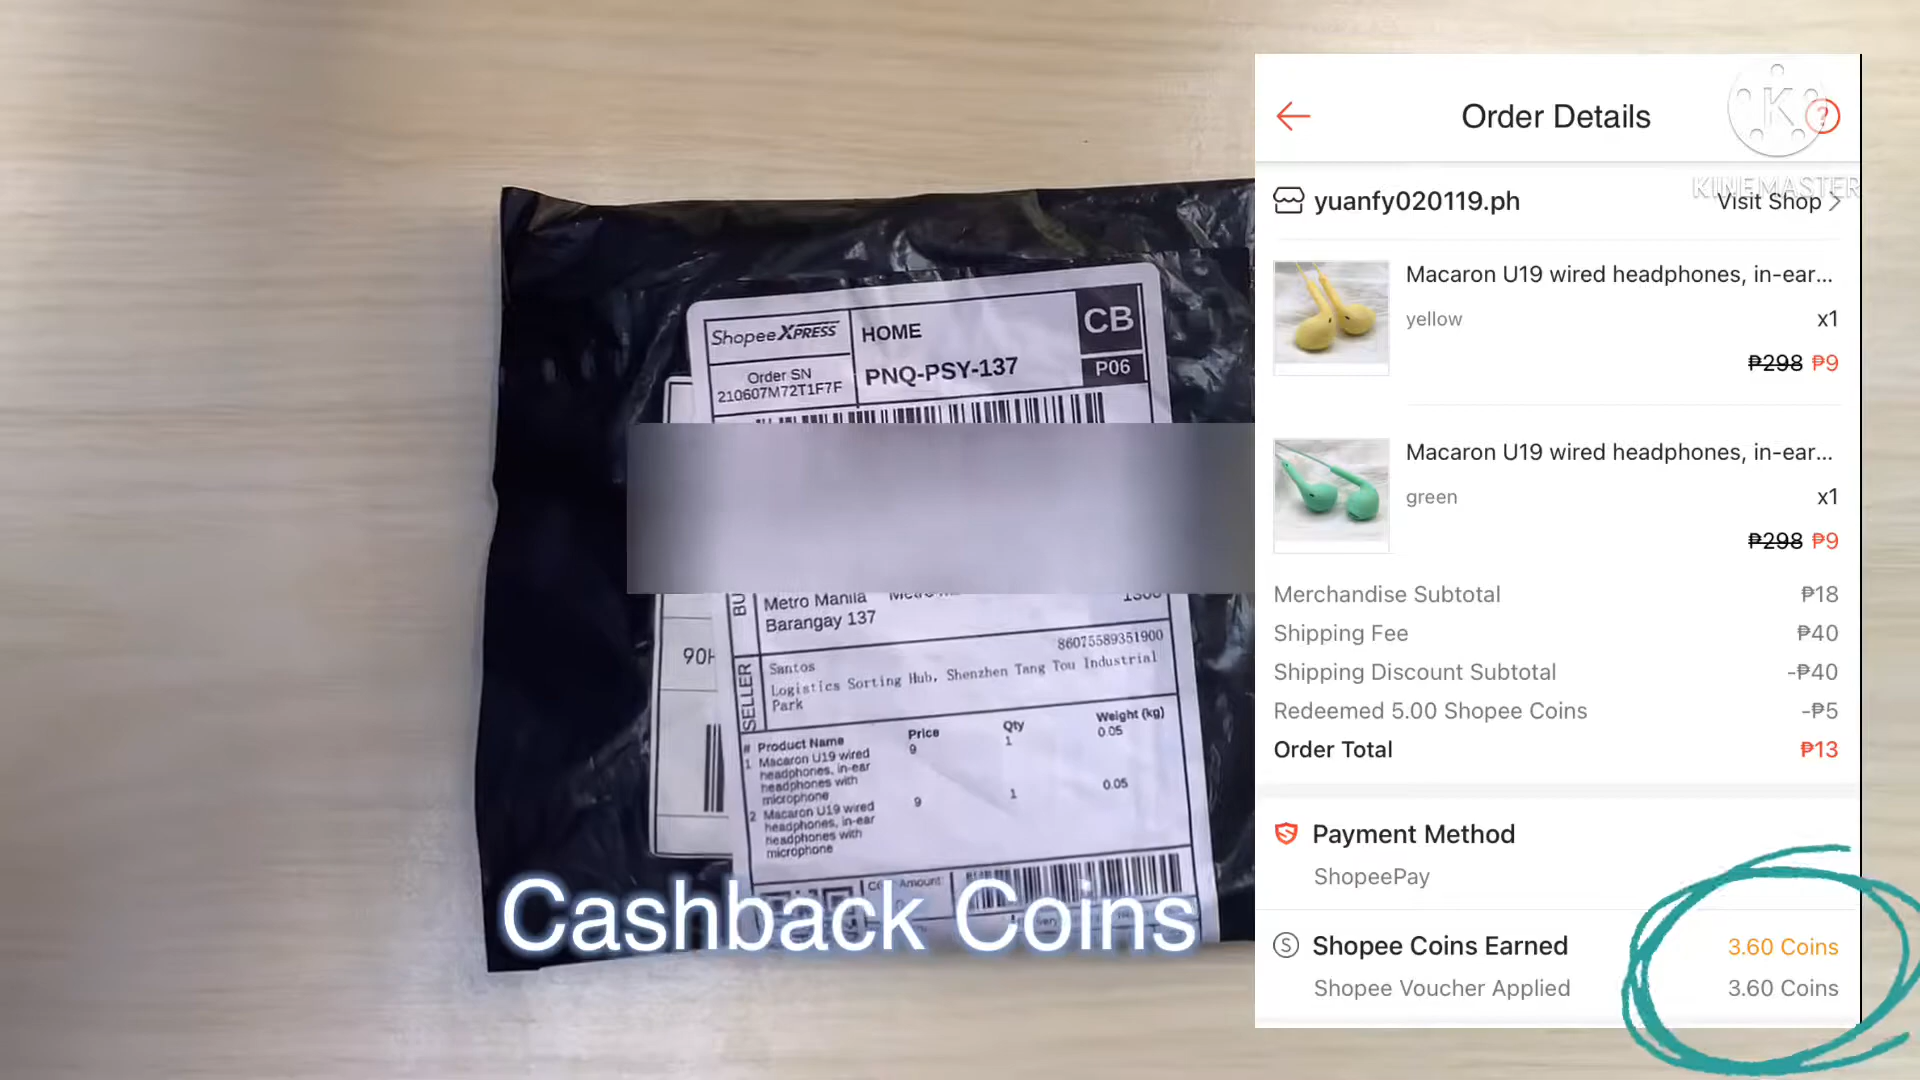 Shopee XPRESS
HOME
CB
Order SN
210607M72T1F7F
PNQ-PSY-137
P06
BU
Metro Manila
Barangay 137
SELLER
86075589351900
Santos
Logistics Sorting Hub, Shenzhen Tang Tou Industrial
Park
90H
# Product Name Price Qty Weight (kg)
1 Macaron U19 wired 9 1 0.05
headphones, in-ear
headphones with
microphone
2 Macaron U19 wired 9 1 0.05
headphones, in-ear
headphones with
microphone
Amount:
Cashback Coins
Order Details
?
K
KINEMASTER
yuanfy020119.ph
Visit Shop >
Macaron U19 wired headphones, in-ear...
yellow x1
₱298 ₱9
Macaron U19 wired headphones, in-ear...
green x1
₱298 ₱9
Merchandise Subtotal ₱18
Shipping Fee ₱40
Shipping Discount Subtotal -₱40
Redeemed 5.00 Shopee Coins -₱5
Order Total ₱13
Payment Method
ShopeePay
S Shopee Coins Earned 3.60 Coins
Shopee Voucher Applied 3.60 Coins